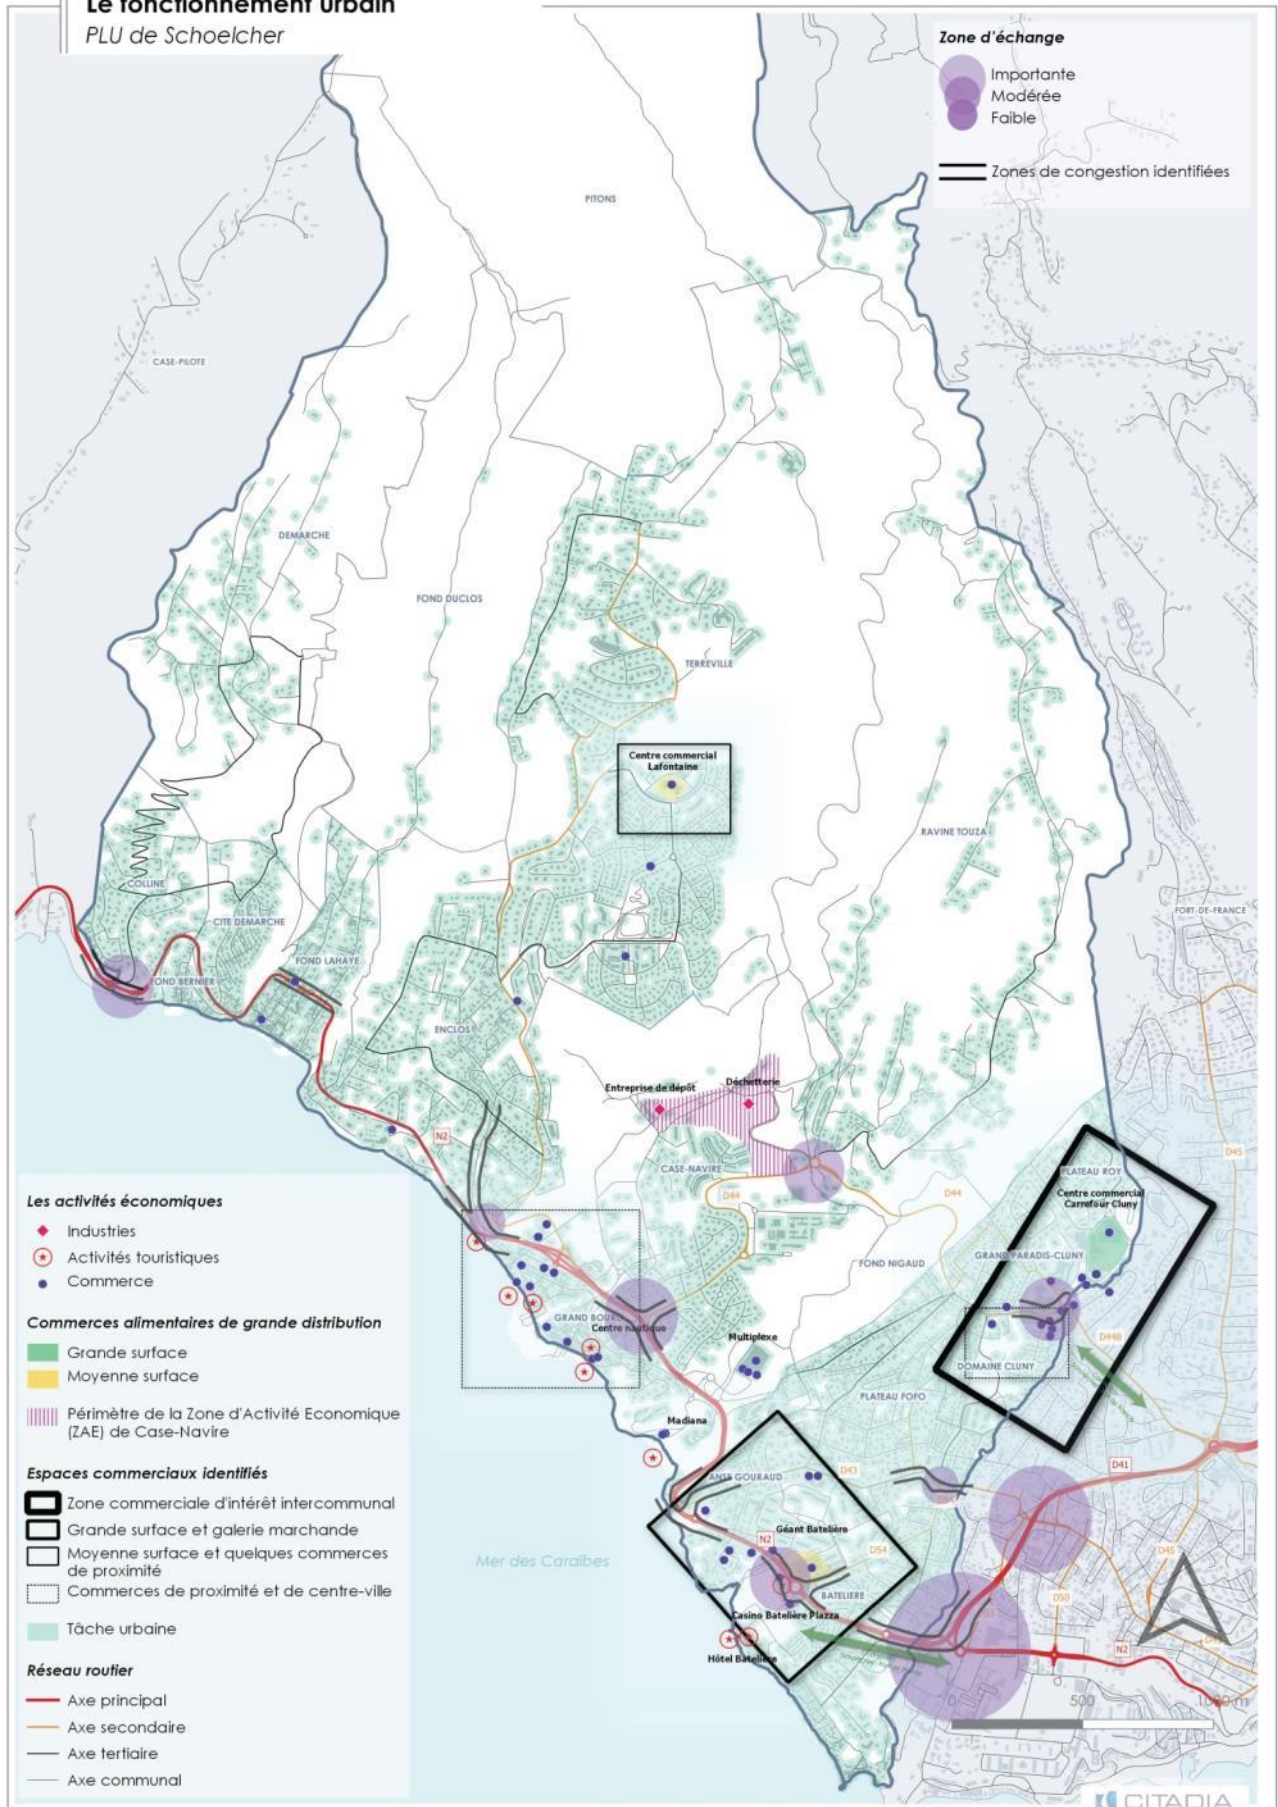 Le fonctionnement urbain
PLU de Schoelcher
Zone d'échange
Importante
Modérée
Faible
Zones de congestion identifiées
PITONS
CASE-PILOTE
DEMARCHE
FOND DUCLOS
TERREVILLE
Centre commercial
Lafontaine
RAVINE TOUZA
COLLINE
CITE DEMARCHE
FORT-DE-FRANCE
FOND LAHAYE
FOND BERNIER
ENCLOS
Entreprise de dépôt
Déchetterie
N2
CASE-NAVIRE
D44
D44
D45
PLATEAU ROY
Centre commercial
Carrefour Cluny
GRAND PARADIS-CLUNY
FOND NIGAUD
GRAND BOURG
Centre nautique
Multiplexe
D44B
DOMAINE CLUNY
PLATEAU FOFO
Madiana
ANSE GOURAUD
D43
D41
Géant Batelière
N2
D54
D45
Mer des Caraïbes
BATELIERE
D50
Casino Batelière Plazza
Hôtel Batelière
N2
0 500 1000 m
Les activités économiques
Industries
Activités touristiques
Commerce
Commerces alimentaires de grande distribution
Grande surface
Moyenne surface
Périmètre de la Zone d'Activité Economique
(ZAE) de Case-Navire
Espaces commerciaux identifiés
Zone commerciale d'intérêt intercommunal
Grande surface et galerie marchande
Moyenne surface et quelques commerces
de proximité
Commerces de proximité et de centre-ville
Tâche urbaine
Réseau routier
Axe principal
Axe secondaire
Axe tertiaire
Axe communal
CITADIA